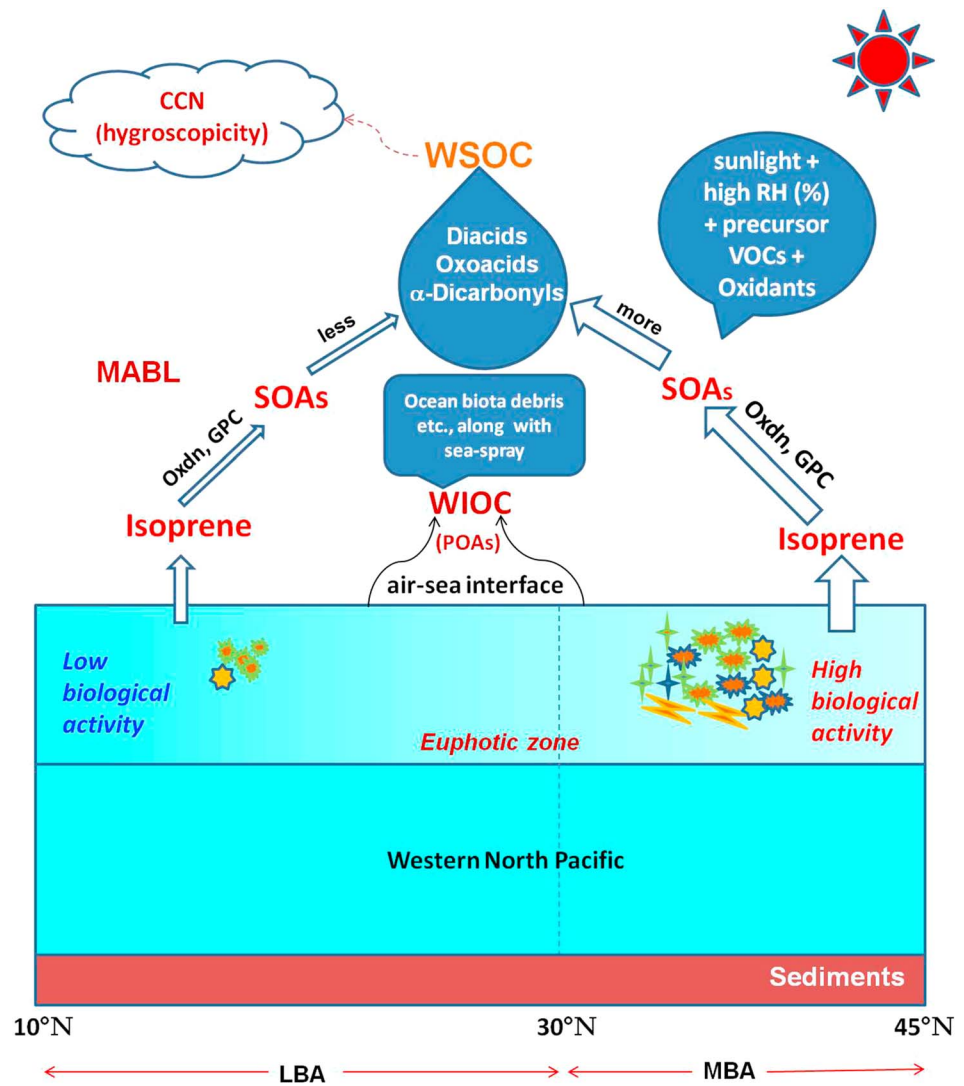 CCN
(hygroscopicity)
WSOC
sunlight +
high RH (%)
+ precursor
VOCs +
Oxidants
Diacids
Oxoacids
α-Dicarbonyls
less
more
MABL
SOAs
SOAs
Ocean biota debris
etc., along with
sea-spray
Oxdn, GPC
Oxdn, GPC
WIOC
(POAs)
Isoprene
Isoprene
air-sea interface
Low
biological
activity
High
biological
activity
Euphotic zone
Western North Pacific
Sediments
10°N
30°N
45°N
LBA
MBA